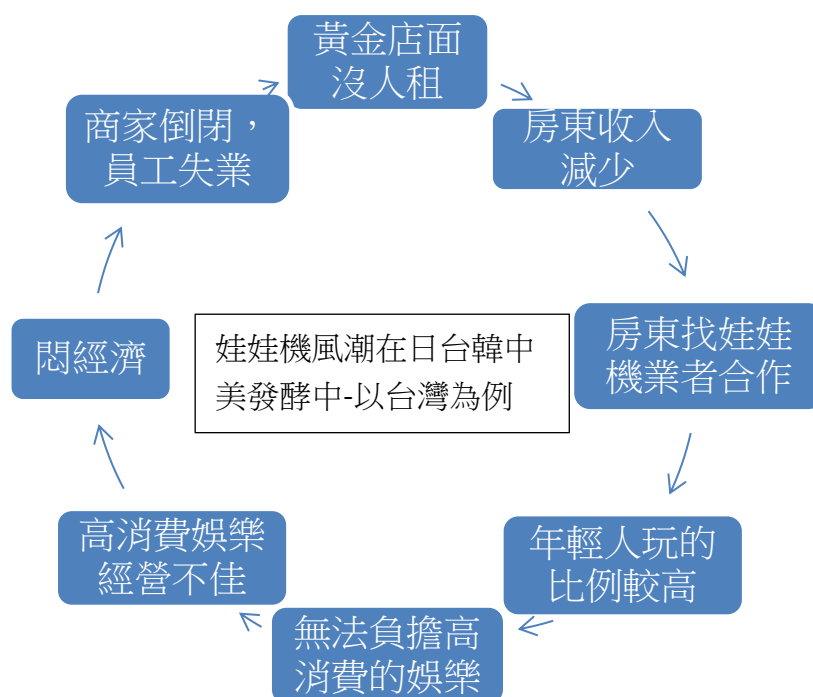 黃金店面
沒人租
房東收入
減少
房東找娃娃
機業者合作
年輕人玩的
比例較高
無法負擔高
消費的娛樂
高消費娛樂
經營不佳
悶經濟
商家倒閉，
員工失業
娃娃機風潮在日台韓中
美發酵中-以台灣為例